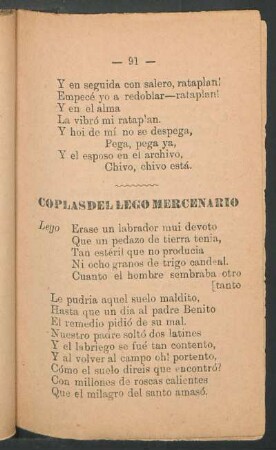 — 91 —
Y en seguida con salero, rataplan!
Empecé yo a redoblar—rataplan!
Y en el alma
La vibró mi rataplan.
Y hoi de mí no se despega,
Pega, pega ya,
Y el esposo en el archivo,
Chivo, chivo está.
COPLAS DEL LEGO MERCENARIO
Lego Erase un labrador mui devoto
Que un pedazo de tierra tenia,
Tan estéril que no producia
Ni ocho granos de trigo candeal.
Cuanto el hombre sembraba otro
[tanto
Le pudria aquel suelo maldito,
Hasta que un dia al padre Benito
El remedio pidió de su mal.
Nuestro padre soltó dos latines
Y el labriego se fué tan contento,
Y al volver al campo oh! portento,
Cómo el suelo direis que encontró?
Con millones de roscas calientes
Que el milagro del santo amasó.